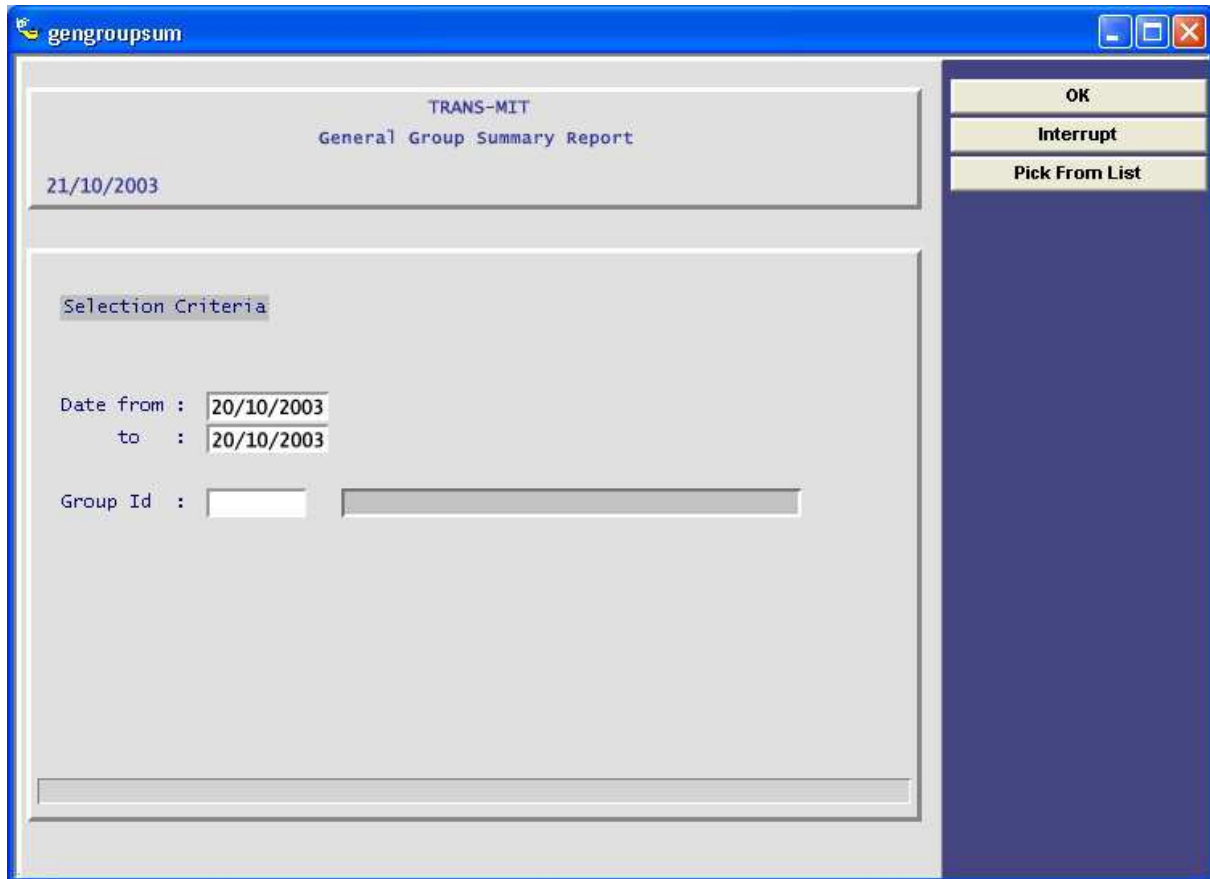 gengroupsum
TRANS-MIT
General Group Summary Report
21/10/2003
Selection Criteria
Date from : 20/10/2003
to : 20/10/2003
Group Id :
OK
Interrupt
Pick From List